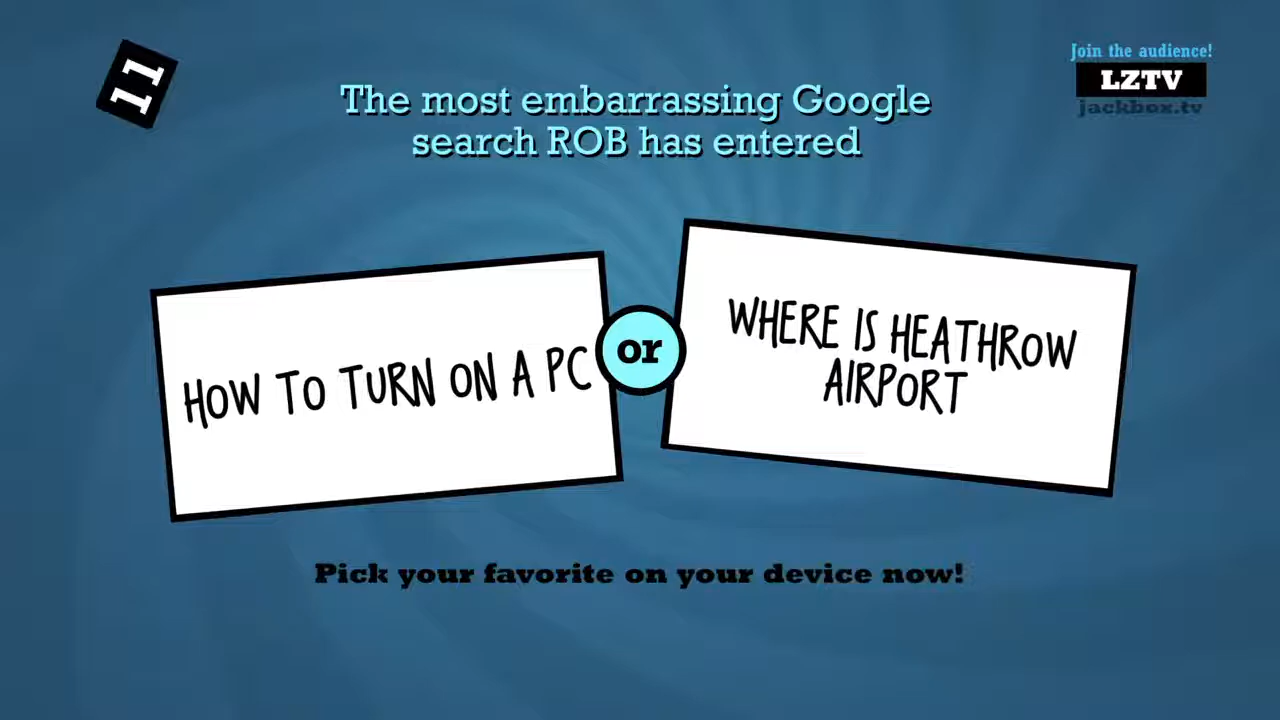 11
Join the audience!
LZTV
jackbox.tv
The most embarrassing Google
search ROB has entered
HOW TO TURN ON A PC
or
WHERE IS HEATHROW
AIRPORT
Pick your favorite on your device now!